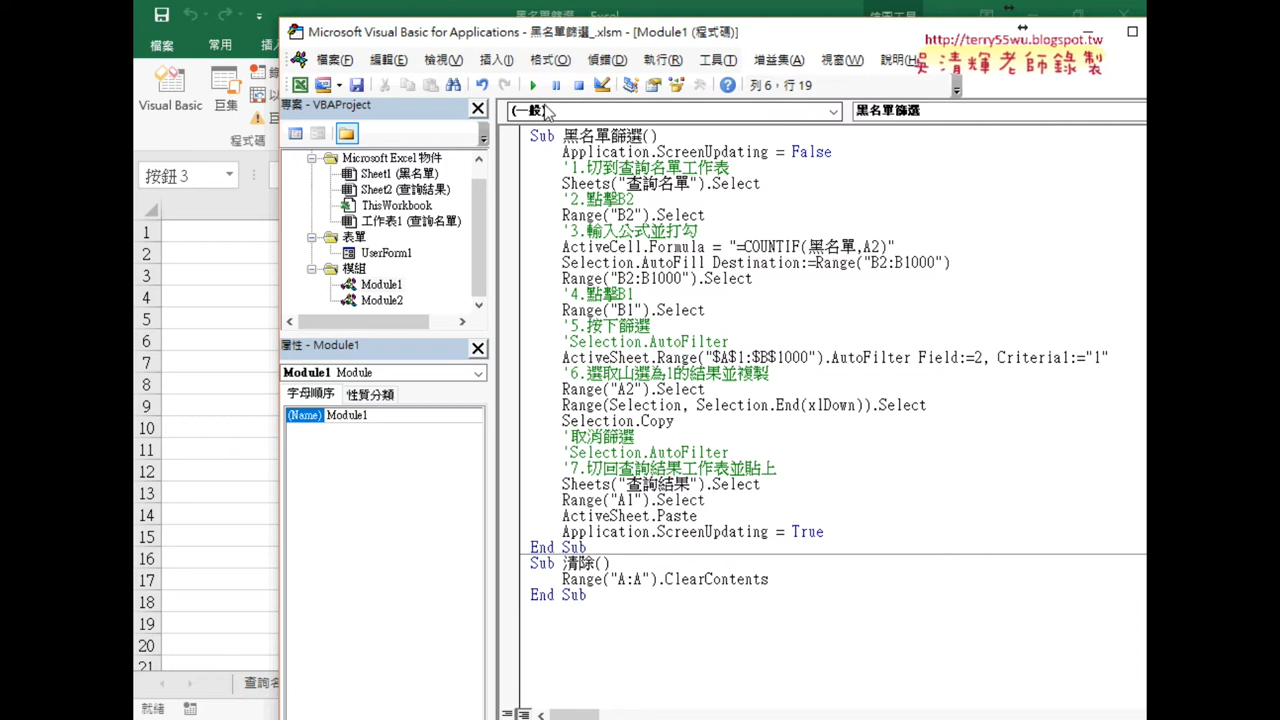 黑名單篩選 - Excel
檔案
常用
插入
Visual Basic
巨集
程式碼
按鈕 3
1
2
3
4
5
6
7
8
9
10
11
12
13
14
15
16
17
18
19
20
21
就緒
Microsoft Visual Basic for Applications - 黑名單篩選_.xlsm - [Module1 (程式碼)]
http://terry55wu.blogspot.tw
吳清輝老師錄製
檔案(F) 編輯(E) 檢視(V) 插入(I) 格式(O) 偵錯(D) 執行(R) 工具(T) 增益集(A) 視窗(W) 說明(H)
列 6，行 19
專案 - VBAProject
Microsoft Excel 物件
Sheet1 (黑名單)
Sheet2 (查詢結果)
ThisWorkbook
工作表1 (查詢名單)
表單
UserForm1
模組
Module1
Module2
屬性 - Module1
Module1 Module
字母順序 性質分類
(Name) Module1
(一般) 黑名單篩選
Sub 黑名單篩選()
Application.ScreenUpdating = False
'1.切到查詢名單工作表
Sheets("查詢名單").Select
'2.點擊B2
Range("B2").Select
'3.輸入公式並打勾
ActiveCell.Formula = "=COUNTIF(黑名單,A2)"
Selection.AutoFill Destination:=Range("B2:B1000")
Range("B2:B1000").Select
'4.點擊B1
Range("B1").Select
'5.按下篩選
'Selection.AutoFilter
ActiveSheet.Range("$A$1:$B$1000").AutoFilter Field:=2, Criteria1:="1"
'6.選取山選為1的結果並複製
Range("A2").Select
Range(Selection, Selection.End(xlDown)).Select
Selection.Copy
'取消篩選
'Selection.AutoFilter
'7.切回查詢結果工作表並貼上
Sheets("查詢結果").Select
Range("A1").Select
ActiveSheet.Paste
Application.ScreenUpdating = True
End Sub
Sub 清除()
Range("A:A").ClearContents
End Sub